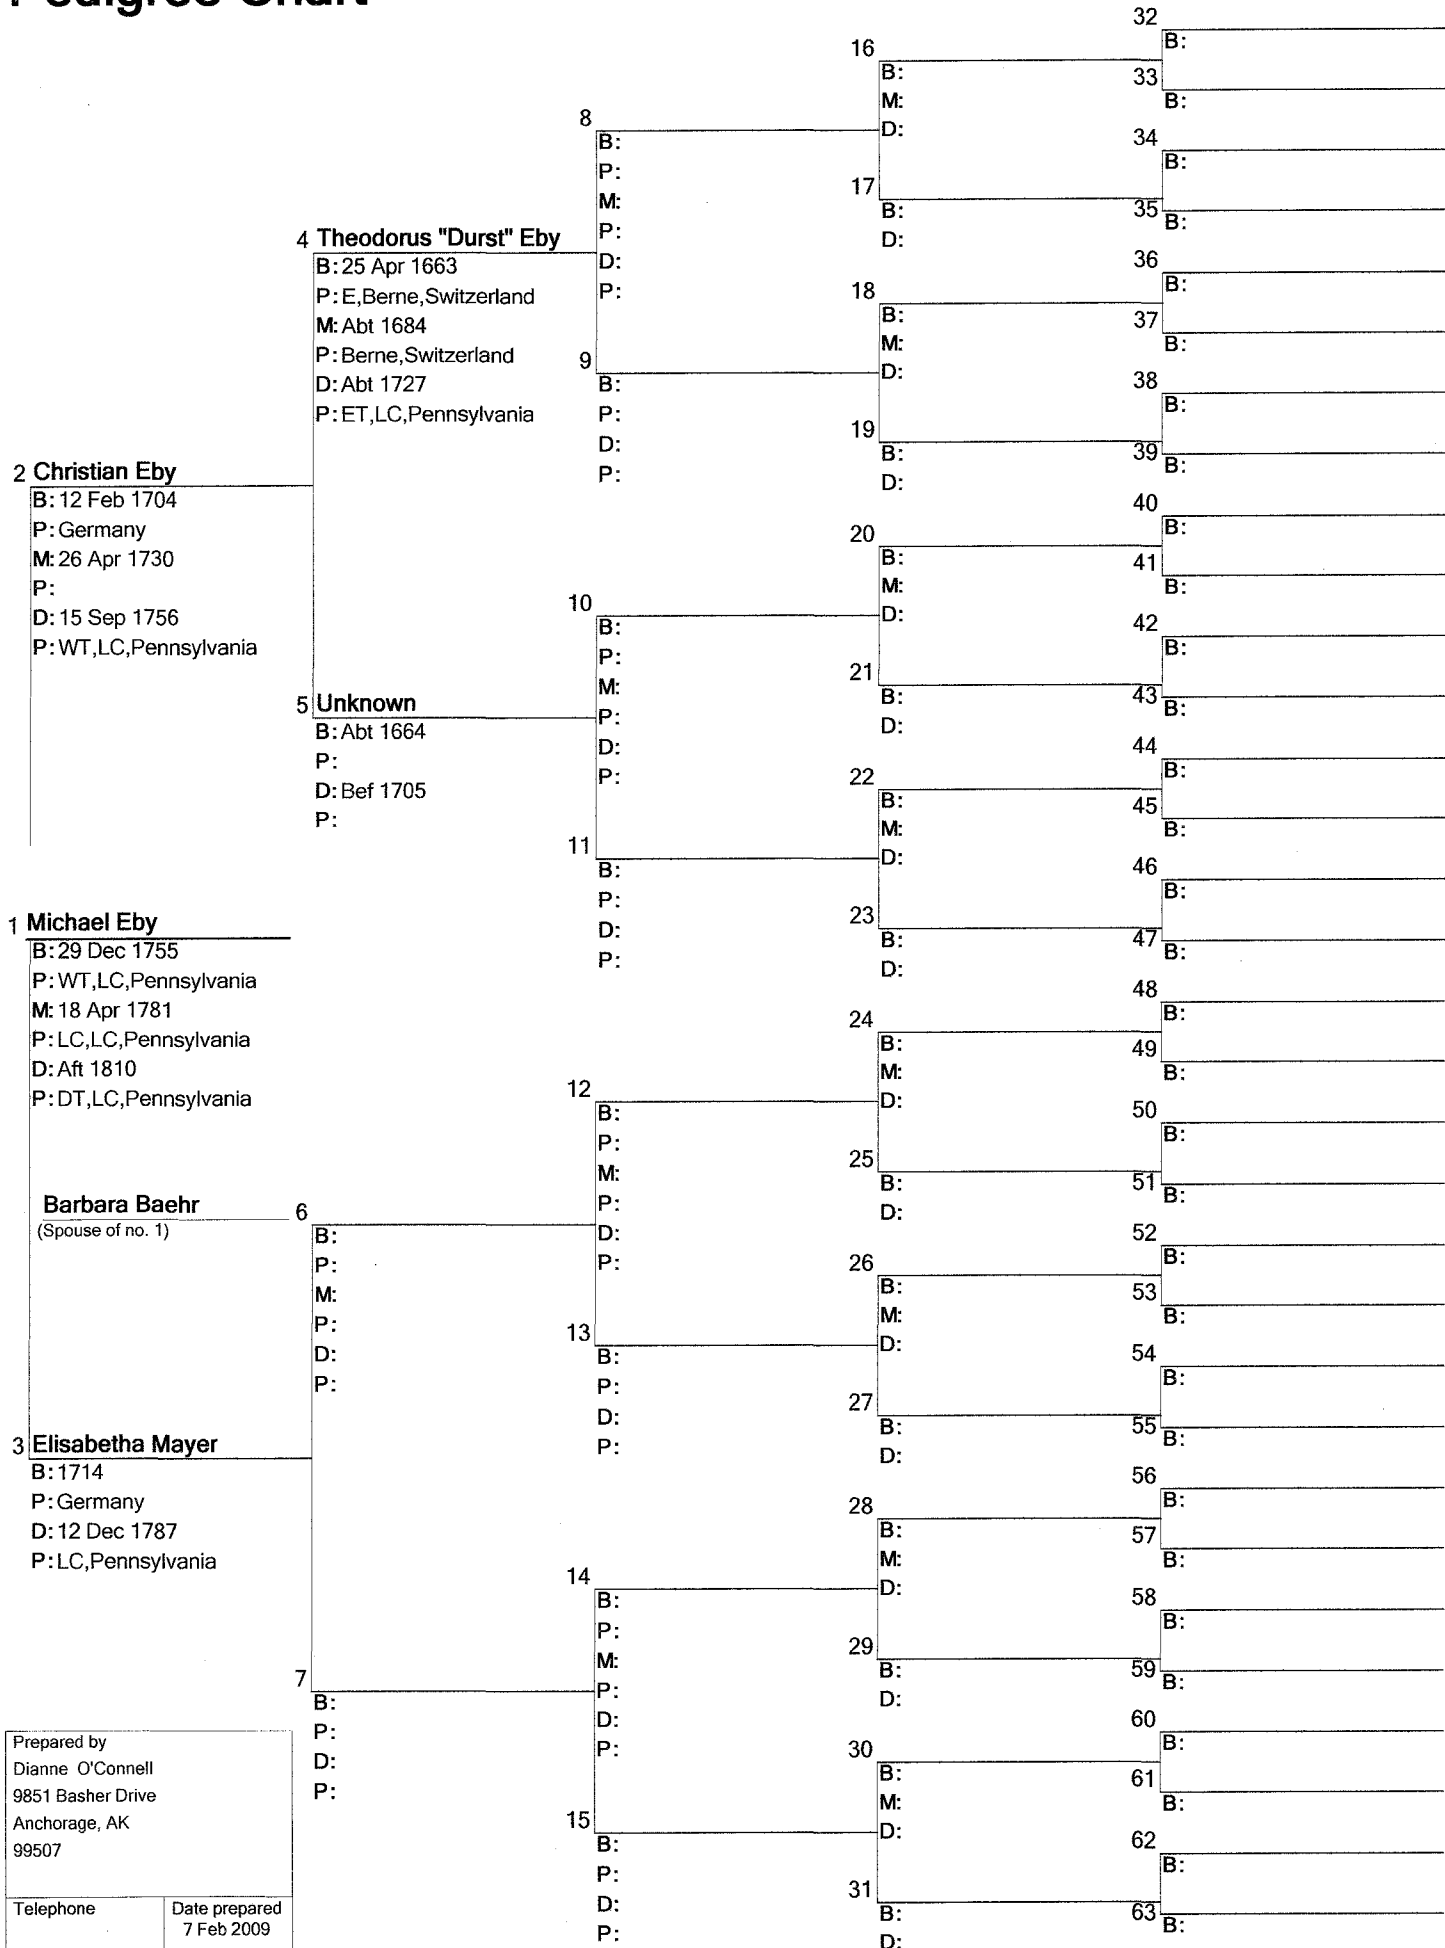 Pedigree Chart
1 Michael Eby
B: 29 Dec 1755
P: WT,LC,Pennsylvania
M: 18 Apr 1781
P: LC,LC,Pennsylvania
D: Aft 1810
P: DT,LC,Pennsylvania
Barbara Baehr
(Spouse of no. 1)
2 Christian Eby
B: 12 Feb 1704
P: Germany
M: 26 Apr 1730
P:
D: 15 Sep 1756
P: WT,LC,Pennsylvania
3 Elisabetha Mayer
B: 1714
P: Germany
D: 12 Dec 1787
P: LC,Pennsylvania
4 Theodorus "Durst" Eby
B: 25 Apr 1663
P: E,Berne,Switzerland
M: Abt 1684
P: Berne,Switzerland
D: Abt 1727
P: ET,LC,Pennsylvania
5 Unknown
B: Abt 1664
P:
D: Bef 1705
P:
6
B:
P:
M:
P:
D:
P:
7
B:
P:
D:
P:
8
B:
P:
M:
P:
D:
P:
9
B:
P:
D:
P:
10
B:
P:
M:
P:
D:
P:
11
B:
P:
D:
P:
12
B:
P:
M:
P:
D:
P:
13
B:
P:
D:
P:
14
B:
P:
M:
P:
D:
P:
15
B:
P:
D:
P:
16
B:
M:
D:
17
B:
D:
18
B:
M:
D:
19
B:
D:
20
B:
M:
D:
21
B:
D:
22
B:
M:
D:
23
B:
D:
24
B:
M:
D:
25
B:
D:
26
B:
M:
D:
27
B:
D:
28
B:
M:
D:
29
B:
D:
30
B:
M:
D:
31
B:
D:
32
B:
33
B:
34
B:
35
B:
36
B:
37
B:
38
B:
39
B:
40
B:
41
B:
42
B:
43
B:
44
B:
45
B:
46
B:
47
B:
48
B:
49
B:
50
B:
51
B:
52
B:
53
B:
54
B:
55
B:
56
B:
57
B:
58
B:
59
B:
60
B:
61
B:
62
B:
63
B:
Prepared by
Dianne O'Connell
9851 Basher Drive
Anchorage, AK
99507
Telephone
Date prepared
7 Feb 2009